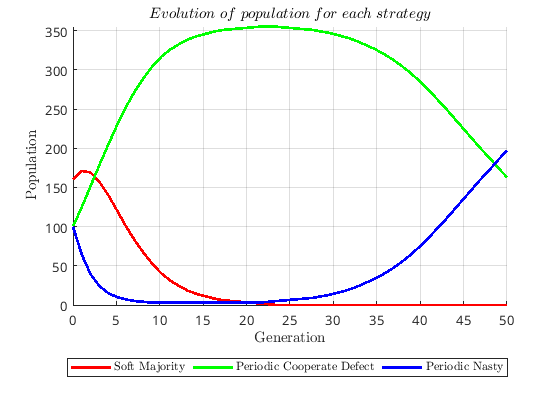 Evolution of population for each strategy
Population
350
300
250
200
150
100
50
0
0 5 10 15 20 25 30 35 40 45 50
Generation
Soft Majority Periodic Cooperate Defect Periodic Nasty